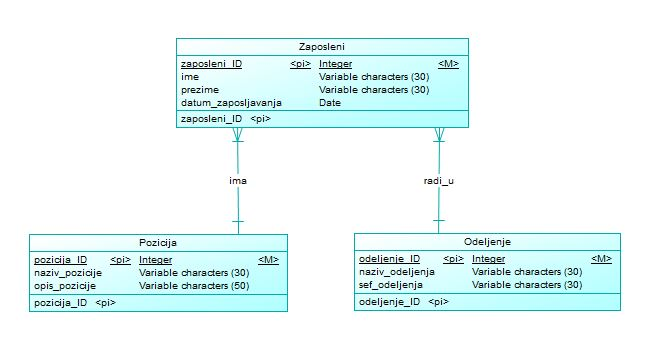 Zaposleni
zaposleni_ID <pi> Integer <M>
ime Variable characters (30)
prezime Variable characters (30)
datum_zaposljavanja Date
zaposleni_ID <pi>
ima
radi_u
Pozicija
pozicija_ID <pi> Integer <M>
naziv_pozicije Variable characters (30)
opis_pozicije Variable characters (50)
pozicija_ID <pi>
Odeljenje
odeljenje_ID <pi> Integer <M>
naziv_odeljenja Variable characters (30)
sef_odeljenja Variable characters (30)
odeljenje_ID <pi>